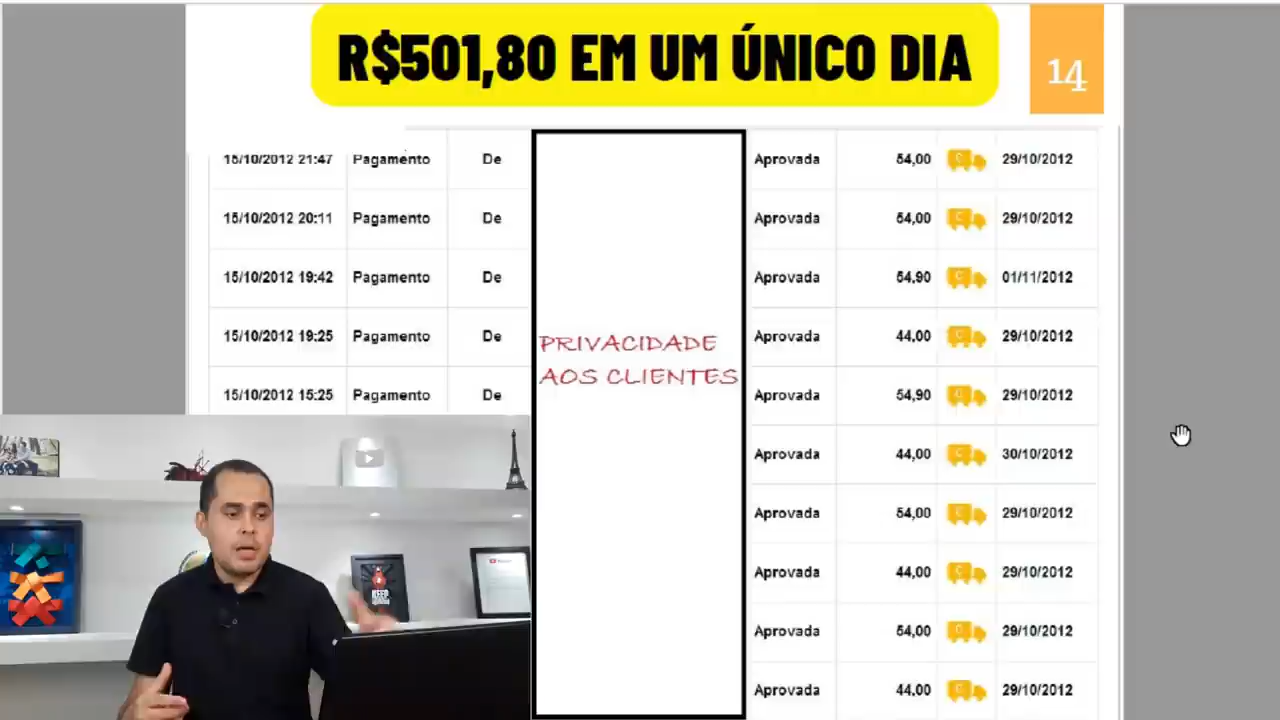 R$501,80 EM UM ÚNICO DIA
14
15/10/2012 21:47 Pagamento De Aprovada 54,00 29/10/2012
15/10/2012 20:11 Pagamento De Aprovada 54,00 29/10/2012
15/10/2012 19:42 Pagamento De Aprovada 54,90 01/11/2012
15/10/2012 19:25 Pagamento De Aprovada 44,00 29/10/2012
PRIVACIDADE
AOS CLIENTES
15/10/2012 15:25 Pagamento De Aprovada 54,90 29/10/2012
Aprovada 44,00 30/10/2012
Aprovada 54,00 29/10/2012
Aprovada 44,00 29/10/2012
KEEP
Aprovada 54,00 29/10/2012
Aprovada 44,00 29/10/2012